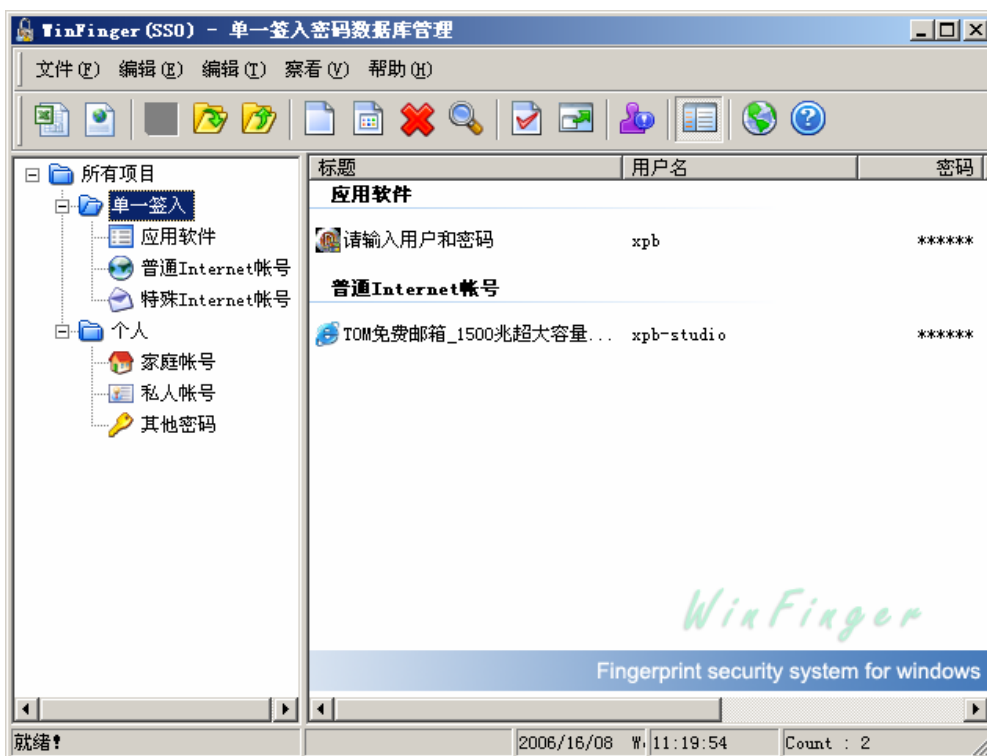 WinFinger(SSO) - 单一签入密码数据库管理
文件(F) 编辑(E) 编辑(T) 察看(V) 帮助(H)
所有项目
单一签入
应用软件
普通Internet帐号
特殊Internet帐号
个人
家庭帐号
私人帐号
其他密码
标题 用户名 密码
应用软件
请输入用户和密码 xpb ******
普通Internet帐号
TOM免费邮箱_1500兆超大容量... xpb-studio ******
WinFinger
Fingerprint security system for windows
就绪! 2006/16/08 W 11:19:54 Count : 2